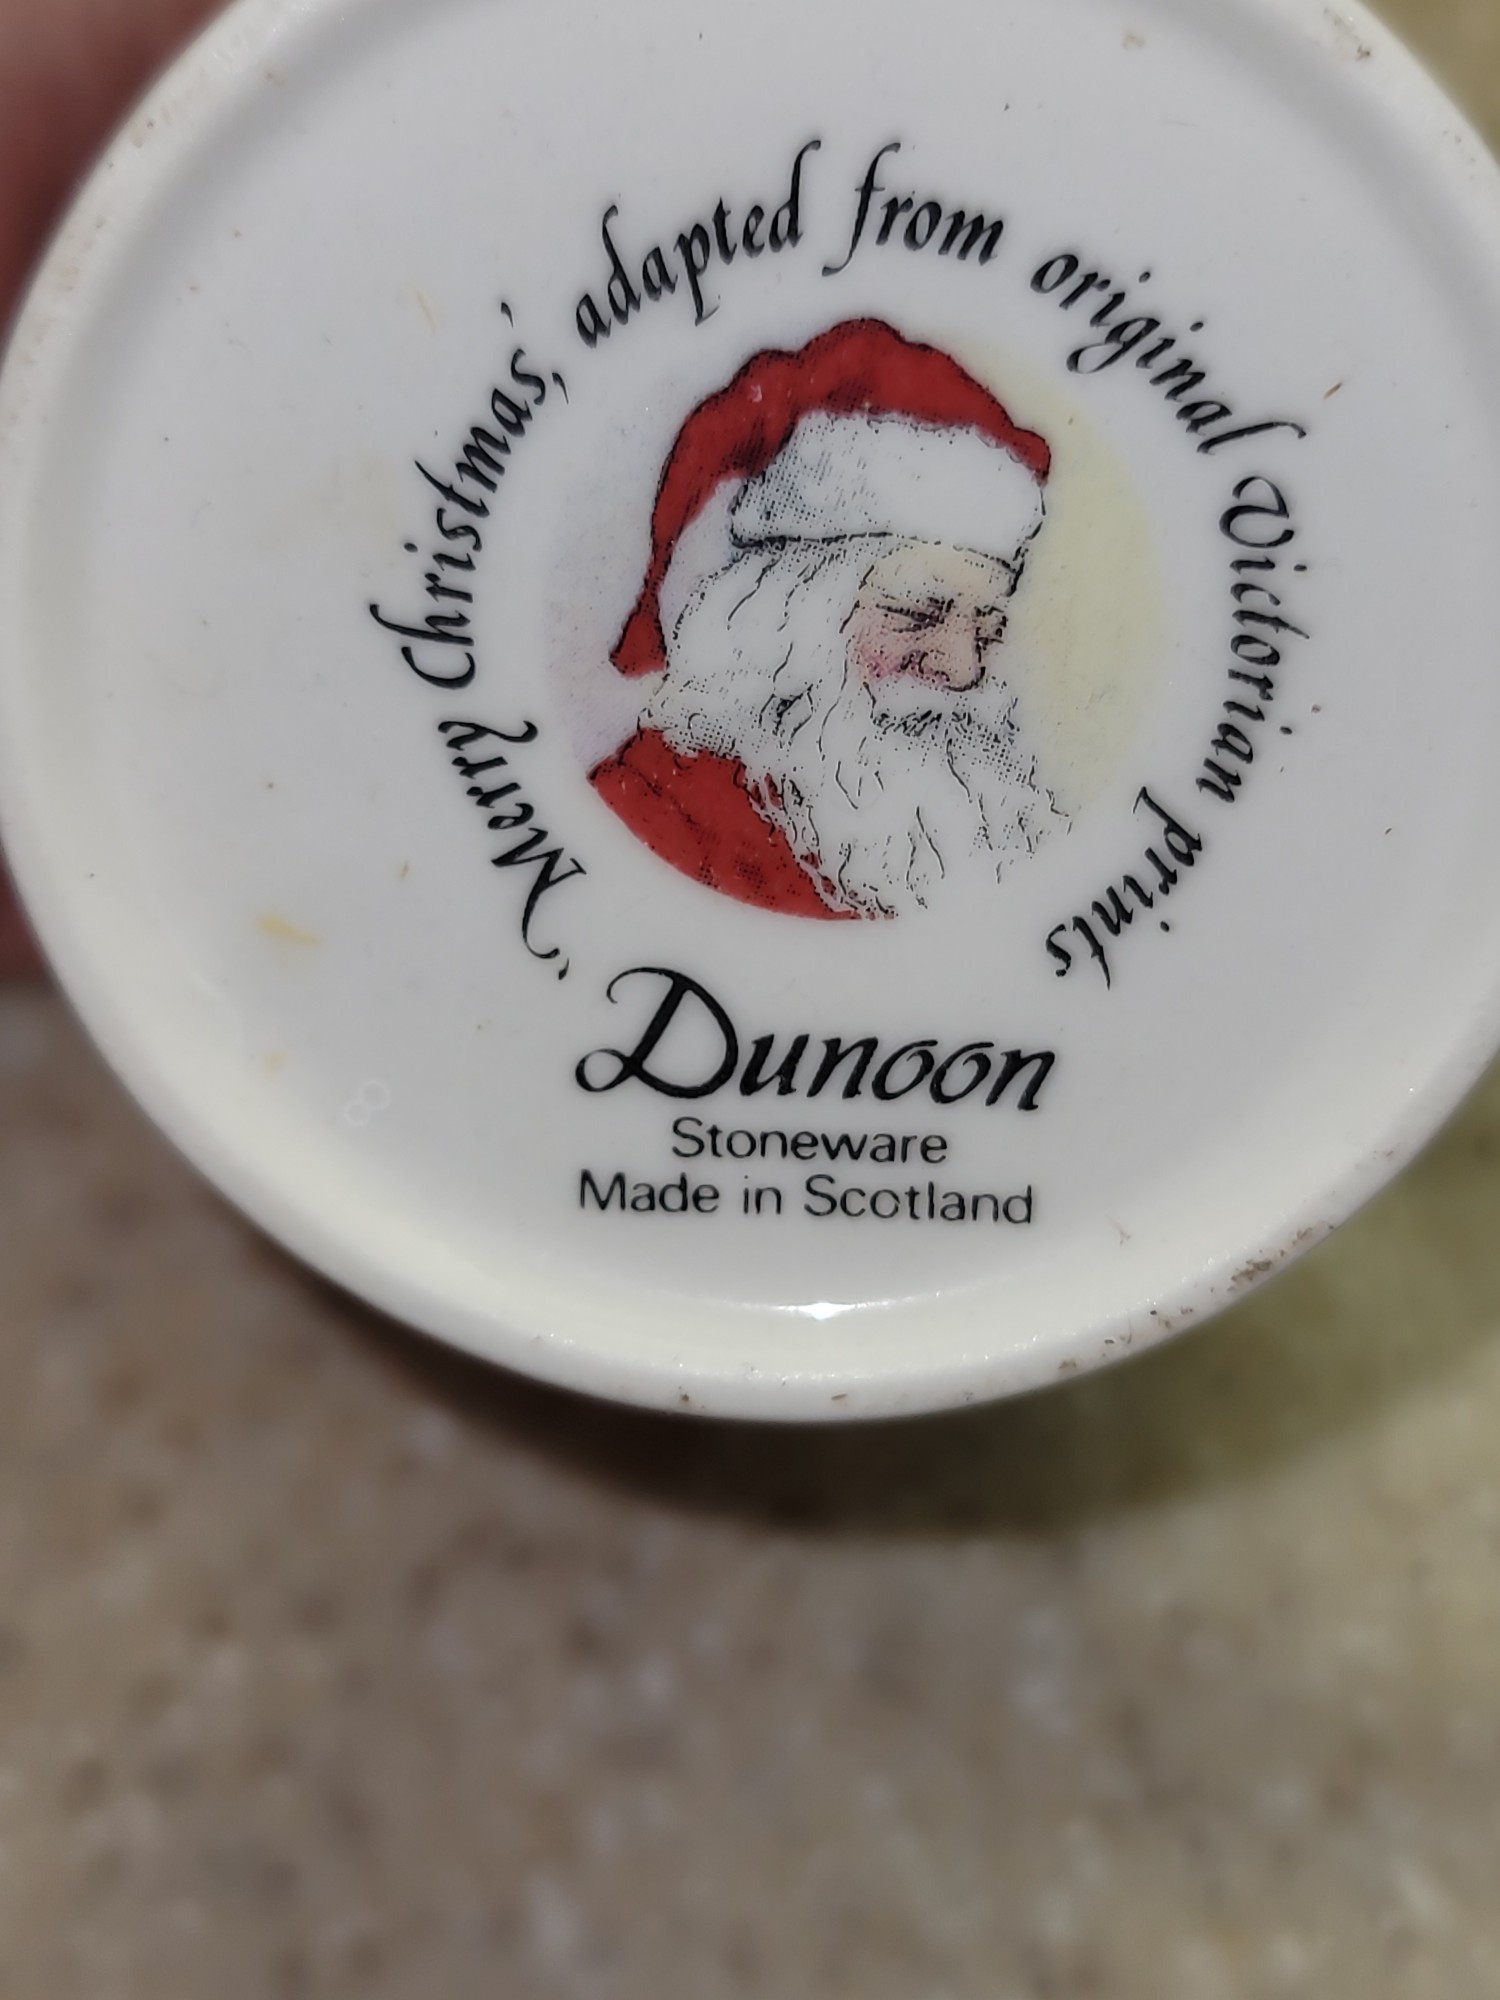 'Merry Christmas', adapted from original Victorian prints
Dunoon
Stoneware
Made in Scotland